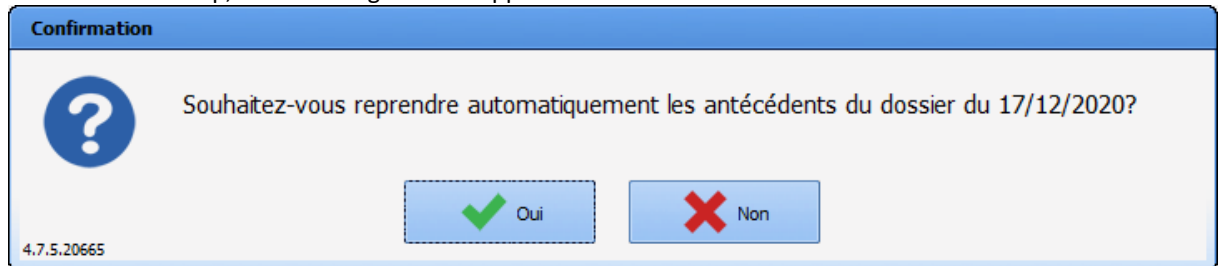 Confirmation
Souhaitez-vous reprendre automatiquement les antécédents du dossier du 17/12/2020?
Oui
Non
4.7.5.20665